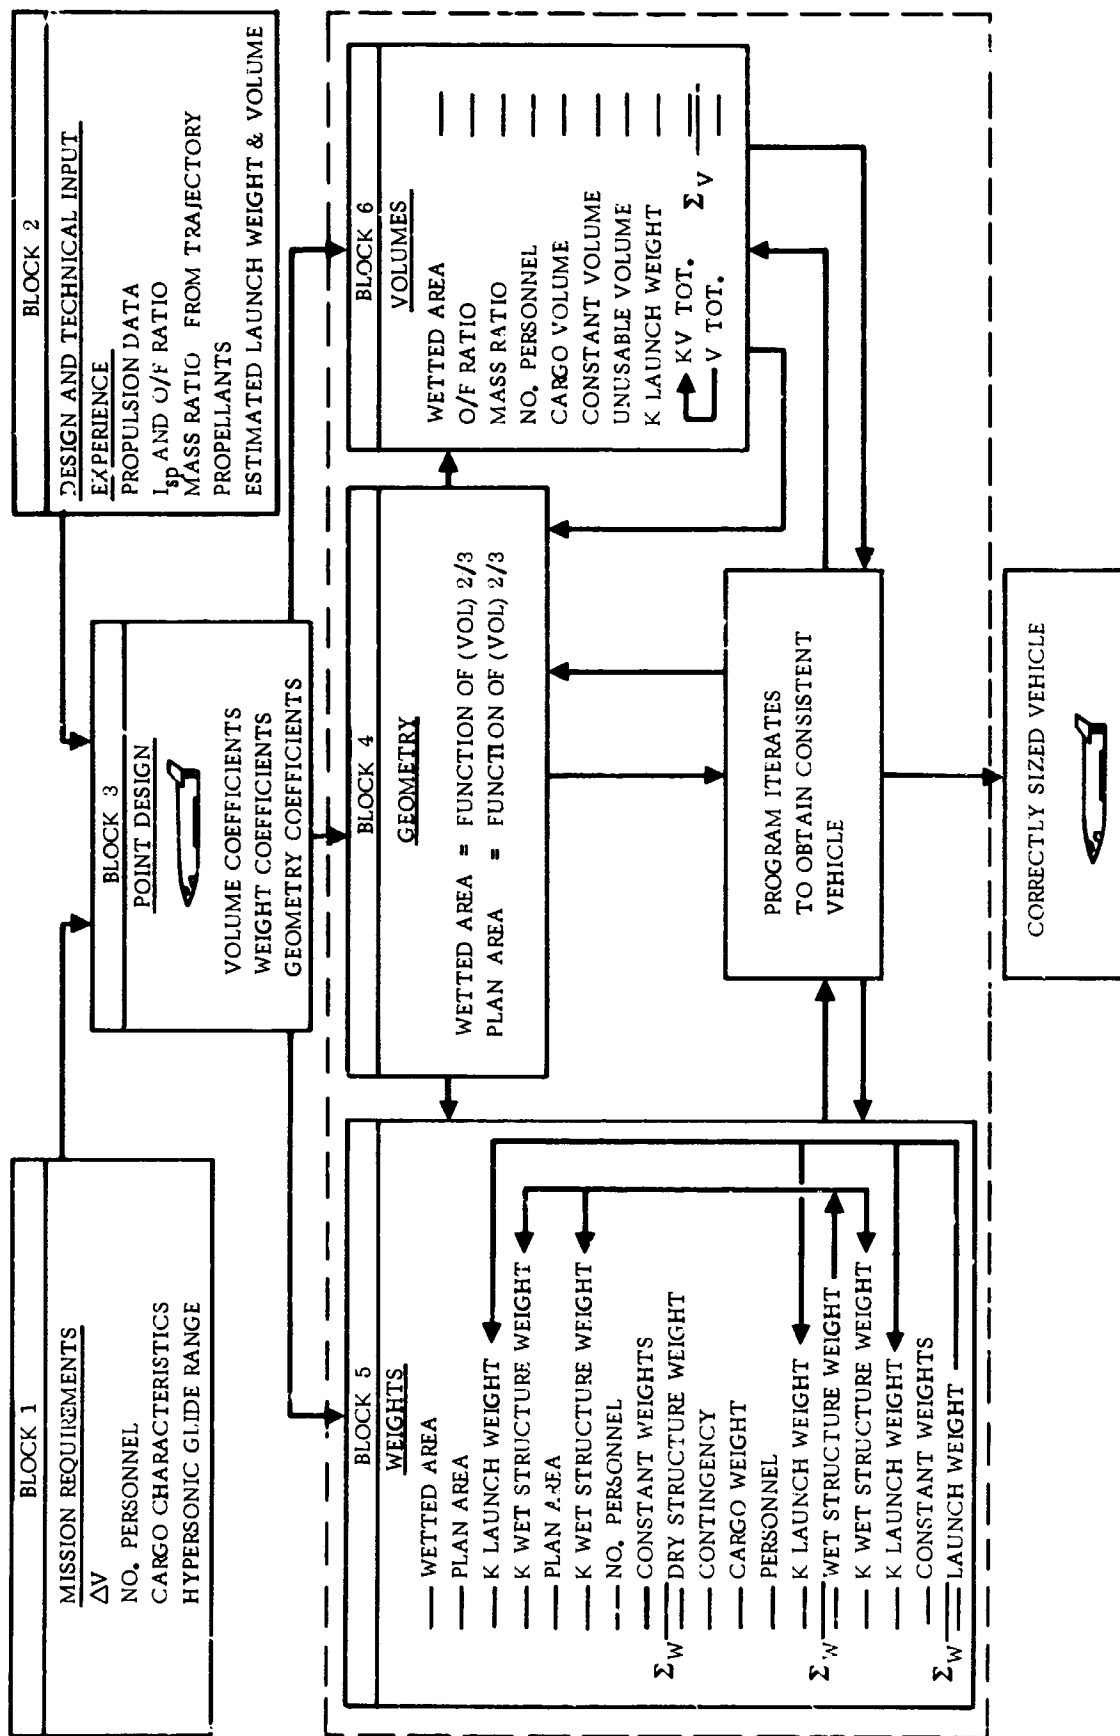 BLOCK 1
MISSION REQUIREMENTS
ΔV
NO. PERSONNEL
CARGO CHARACTERISTICS
HYPERSONIC GLIDE RANGE
BLOCK 2
DESIGN AND TECHNICAL INPUT
EXPERIENCE
PROPULSION DATA
Isp AND O/F RATIO
MASS RATIO FROM TRAJECTORY
PROPELLANTS
ESTIMATED LAUNCH WEIGHT & VOLUME
BLOCK 3
POINT DESIGN
VOLUME COEFFICIENTS
WEIGHT COEFFICIENTS
GEOMETRY COEFFICIENTS
BLOCK 5
WEIGHTS
WETTED AREA
PLAN AREA
K LAUNCH WEIGHT
K WET STRUCTURE WEIGHT
PLAN AREA
K WET STRUCTURE WEIGHT
NO. PERSONNEL
CONSTANT WEIGHTS
ΣW DRY STRUCTURE WEIGHT
CONTINGENCY
CARGO WEIGHT
PERSONNEL
K LAUNCH WEIGHT
ΣW WET STRUCTURE WEIGHT
K WET STRUCTURE WEIGHT
K LAUNCH WEIGHT
CONSTANT WEIGHTS
ΣW LAUNCH WEIGHT
BLOCK 4
GEOMETRY
WETTED AREA = FUNCTION OF (VOL) 2/3
PLAN AREA = FUNCTION OF (VOL) 2/3
BLOCK 6
VOLUMES
WETTED AREA
O/F RATIO
MASS RATIO
NO. PERSONNEL
CARGO VOLUME
CONSTANT VOLUME
UNUSABLE VOLUME
K LAUNCH WEIGHT
KV TOT.
V TOT. ΣV
PROGRAM ITERATES
TO OBTAIN CONSISTENT
VEHICLE
CORRECTLY SIZED VEHICLE